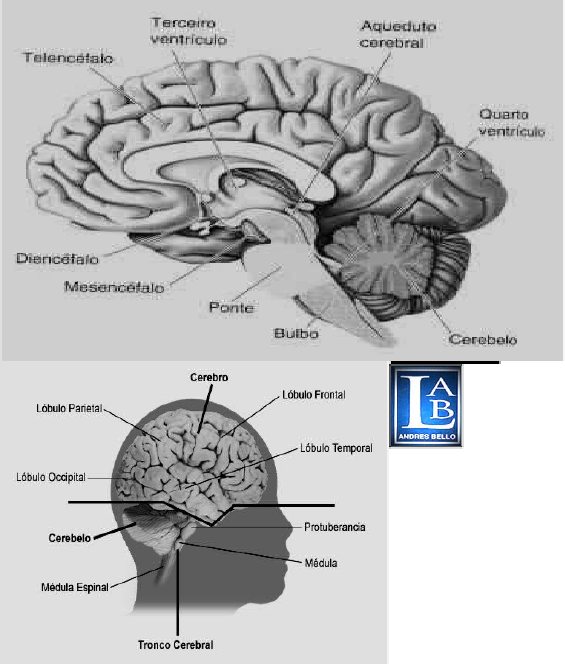 Terceiro
ventrículo
Aqueduto
cerebral
Telencéfalo
Quarto
ventrículo
Diencéfalo
Mesencéfalo
Ponte
Bulbo
Cerebelo
L
A
B
ANDRES BELLO
Cerebro
Lóbulo Parietal
Lóbulo Frontal
Lóbulo Temporal
Lóbulo Occipital
Protuberancia
Cerebelo
Médula
Médula Espinal
Tronco Cerebral